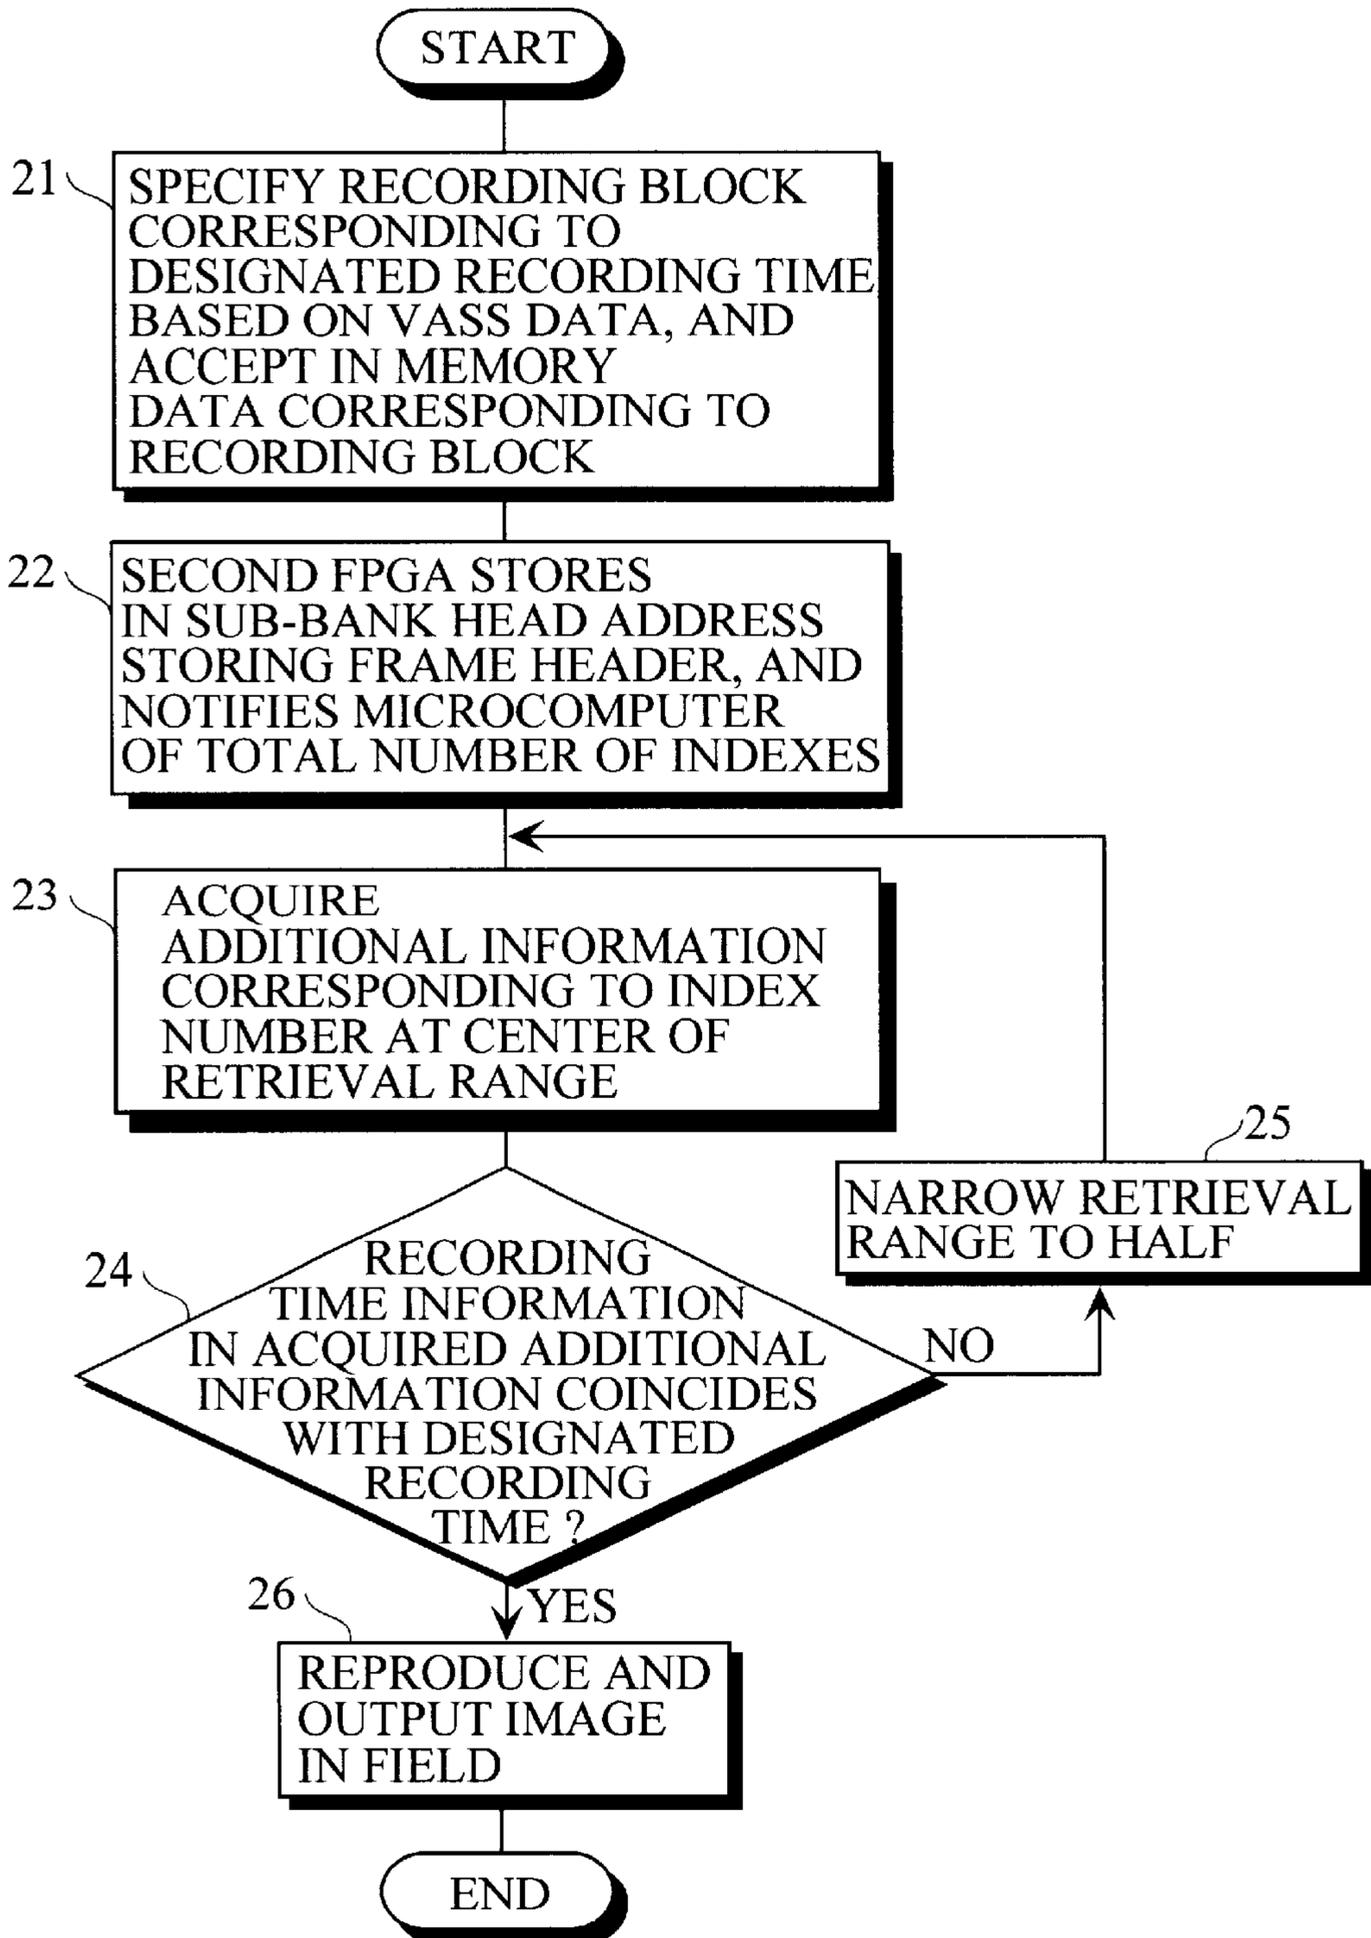 START
21
SPECIFY RECORDING BLOCK
CORRESPONDING TO
DESIGNATED RECORDING TIME
BASED ON VASS DATA, AND
ACCEPT IN MEMORY
DATA CORRESPONDING TO
RECORDING BLOCK
22
SECOND FPGA STORES
IN SUB-BANK HEAD ADDRESS
STORING FRAME HEADER, AND
NOTIFIES MICROCOMPUTER
OF TOTAL NUMBER OF INDEXES
23
ACQUIRE
ADDITIONAL INFORMATION
CORRESPONDING TO INDEX
NUMBER AT CENTER OF
RETRIEVAL RANGE
25
NARROW RETRIEVAL
RANGE TO HALF
24
RECORDING
TIME INFORMATION
IN ACQUIRED ADDITIONAL
INFORMATION COINCIDES
WITH DESIGNATED
RECORDING
TIME ?
NO
YES
26
REPRODUCE AND
OUTPUT IMAGE
IN FIELD
END